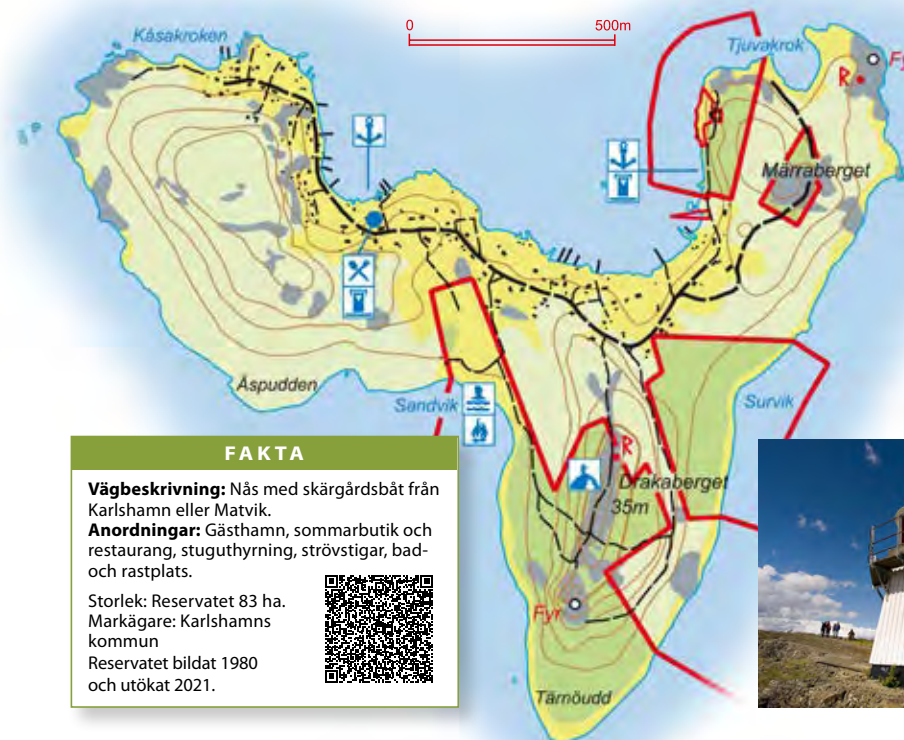 Kåsakroken
0 500m
Tjuvakrok
R
Märraberget
Äspudden
Sandvik
Survik
R
Drakaberget
35m
Fyr
Tärnöudd
FAKTA
Vägbeskrivning: Nås med skärgårdsbåt från
Karlshamn eller Matvik.
Anordningar: Gästhamn, sommarbutik och
restaurang, stuguthyrning, strövstigar, bad-
och rastplats.
Storlek: Reservatet 83 ha.
Markägare: Karlshamns
kommun
Reservatet bildat 1980
och utökat 2021.